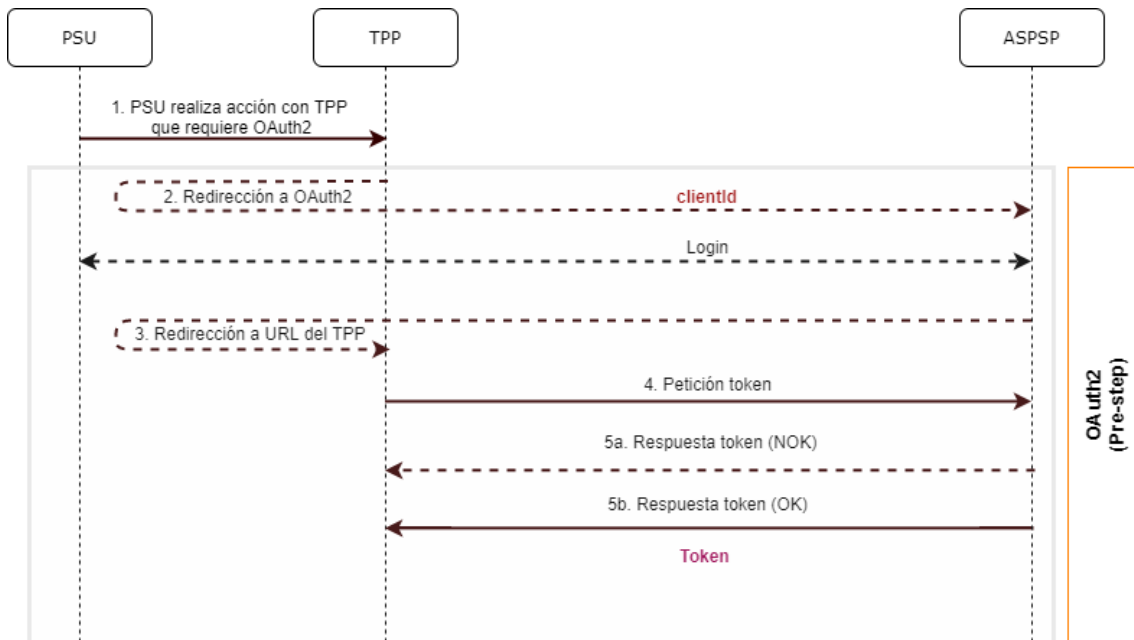 PSU
TPP
ASPSP
1. PSU realiza acción con TPP
que requiere OAuth2
2. Redirección a OAuth2
clientId
Login
3. Redirección a URL del TPP
4. Petición token
5a. Respuesta token (NOK)
5b. Respuesta token (OK)
Token
OAuth2
(Pre-step)